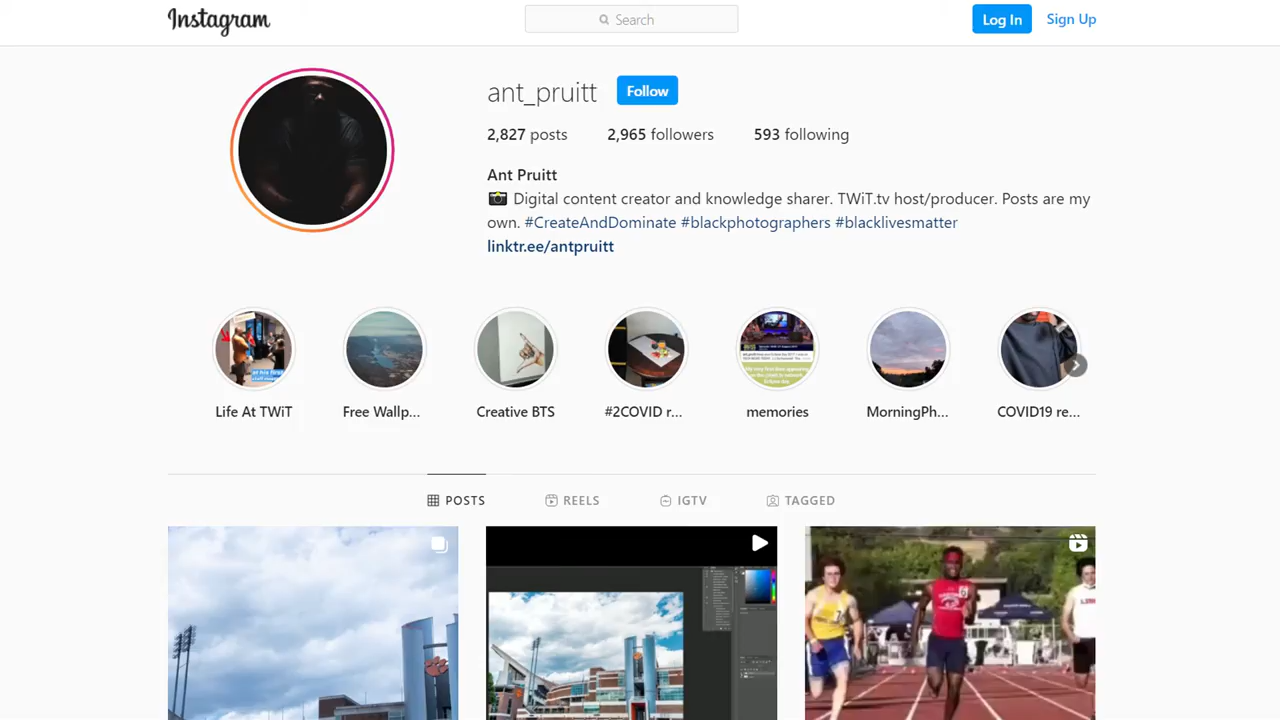 Instagram
Search
Log In
Sign Up
ant_pruitt
Follow
2,827 posts
2,965 followers
593 following
Ant Pruitt
📷 Digital content creator and knowledge sharer. TWiT.tv host/producer. Posts are my
own. #CreateAndDominate #blackphotographers #blacklivesmatter
linktr.ee/antpruitt
Life At TWiT
Free Wallp...
Creative BTS
#2COVID r...
memories
MorningPh...
COVID19 re...
POSTS
REELS
IGTV
TAGGED